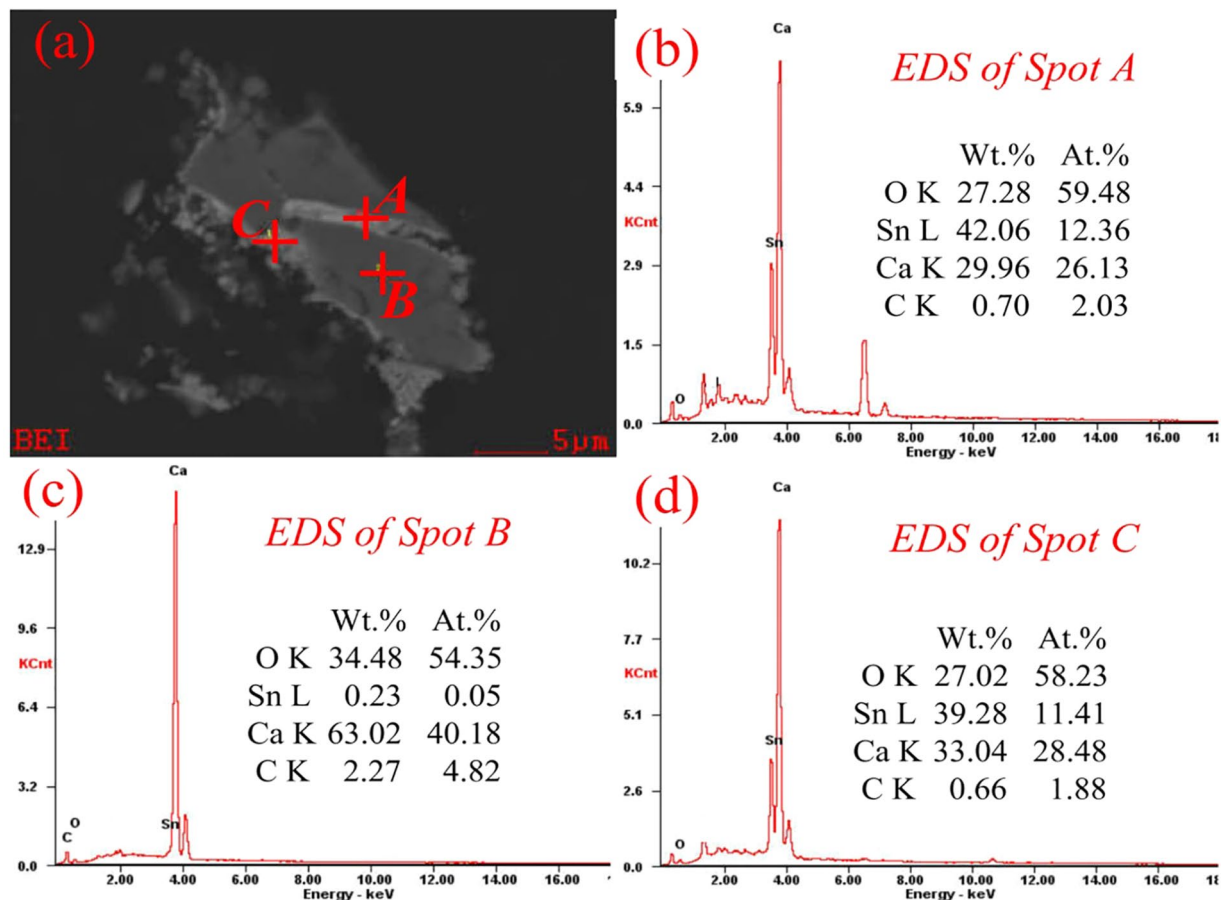 (a)
A
C
B
BEI
5µm
(b)
Ca
EDS of Spot A
5.9
Wt.% At.%
4.4
O K 27.28 59.48
KCnt
Sn
Sn L 42.06 12.36
2.9
Ca K 29.96 26.13
C K 0.70 2.03
1.5
O
0.0
2.00 4.00 6.00 8.00 10.00 12.00 14.00 16.00 18
Energy - keV
(c)
Ca
EDS of Spot B
12.9
Wt.% At.%
9.6
O K 34.48 54.35
KCnt
Sn L 0.23 0.05
6.4
Ca K 63.02 40.18
C K 2.27 4.82
3.2
O
C
Sn
0.0
2.00 4.00 6.00 8.00 10.00 12.00 14.00 16.00
Energy - keV
(d)
Ca
EDS of Spot C
10.2
Wt.% At.%
7.7
O K 27.02 58.23
KCnt
Sn L 39.28 11.41
5.1
Sn
Ca K 33.04 28.48
C K 0.66 1.88
2.6
O
0.0
2.00 4.00 6.00 8.00 10.00 12.00 14.00 16.00 18
Energy - keV